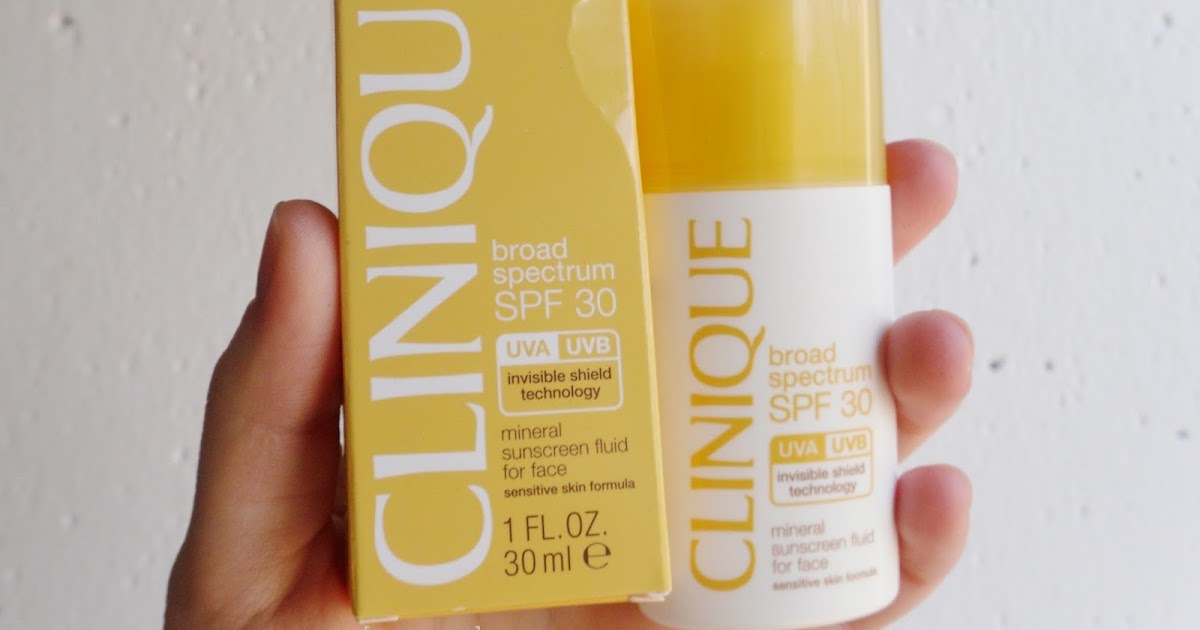 CLINIQU
broad
spectrum
SPF 30
UVA UVB
invisible shield
technology
mineral
sunscreen fluid
for face
sensitive skin formula
1 FL.OZ.
30 ml ℮
CLINIQUE
broad
spectrum
SPF 30
UVA UVB
invisible shield
technology
mineral
sunscreen fluid
for face
sensitive skin formula